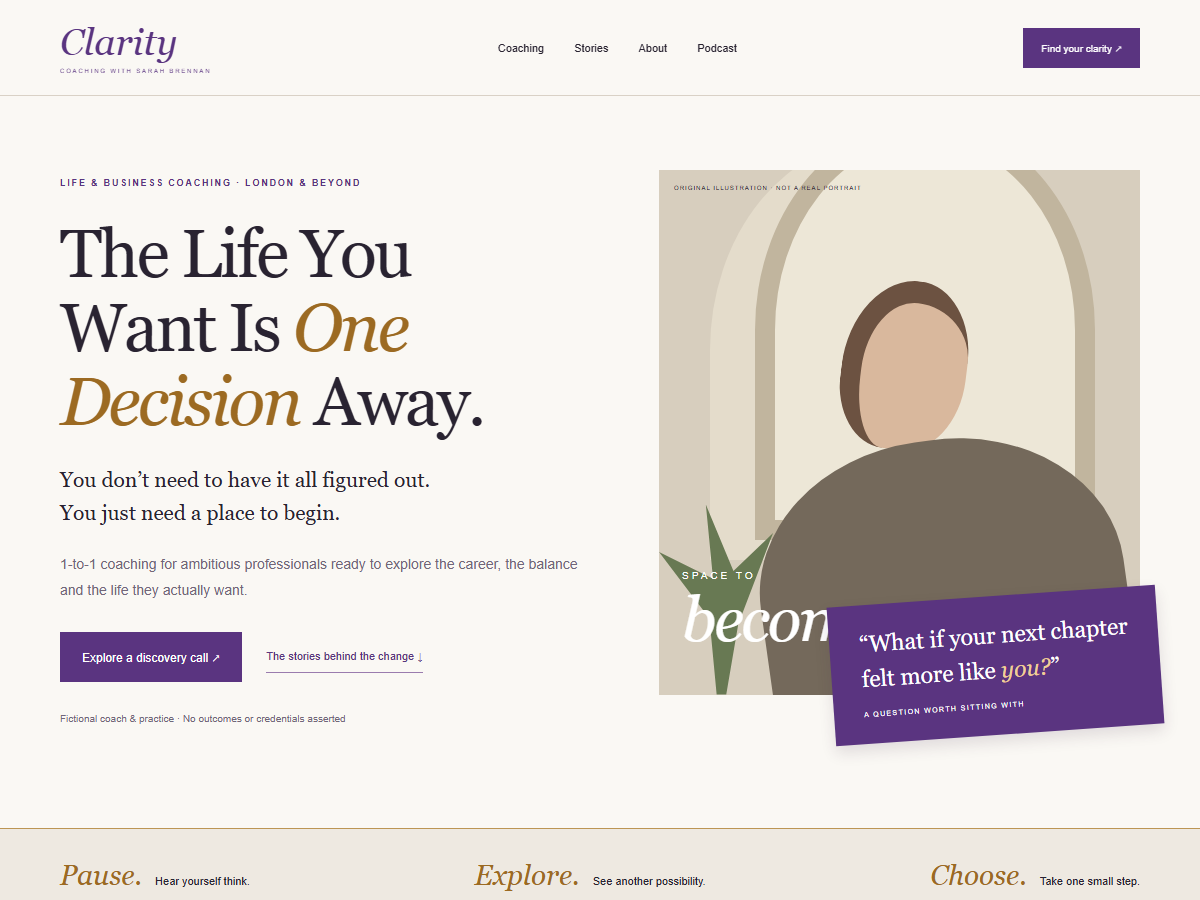 Clarity
COACHING WITH SARAH BRENNAN
Coaching
Stories
About
Podcast
Find your clarity ↗
LIFE & BUSINESS COACHING · LONDON & BEYOND
The Life You
Want Is One
Decision Away.
You don’t need to have it all figured out.
You just need a place to begin.
1-to-1 coaching for ambitious professionals ready to explore the career, the balance
and the life they actually want.
Explore a discovery call ↗
The stories behind the change ↓
Fictional coach & practice · No outcomes or credentials asserted
ORIGINAL ILLUSTRATION · NOT A REAL PORTRAIT
SPACE TO
“What if your next chapter
felt more like you?”
A QUESTION WORTH SITTING WITH
Pause. Hear yourself think.
Explore. See another possibility.
Choose. Take one small step.